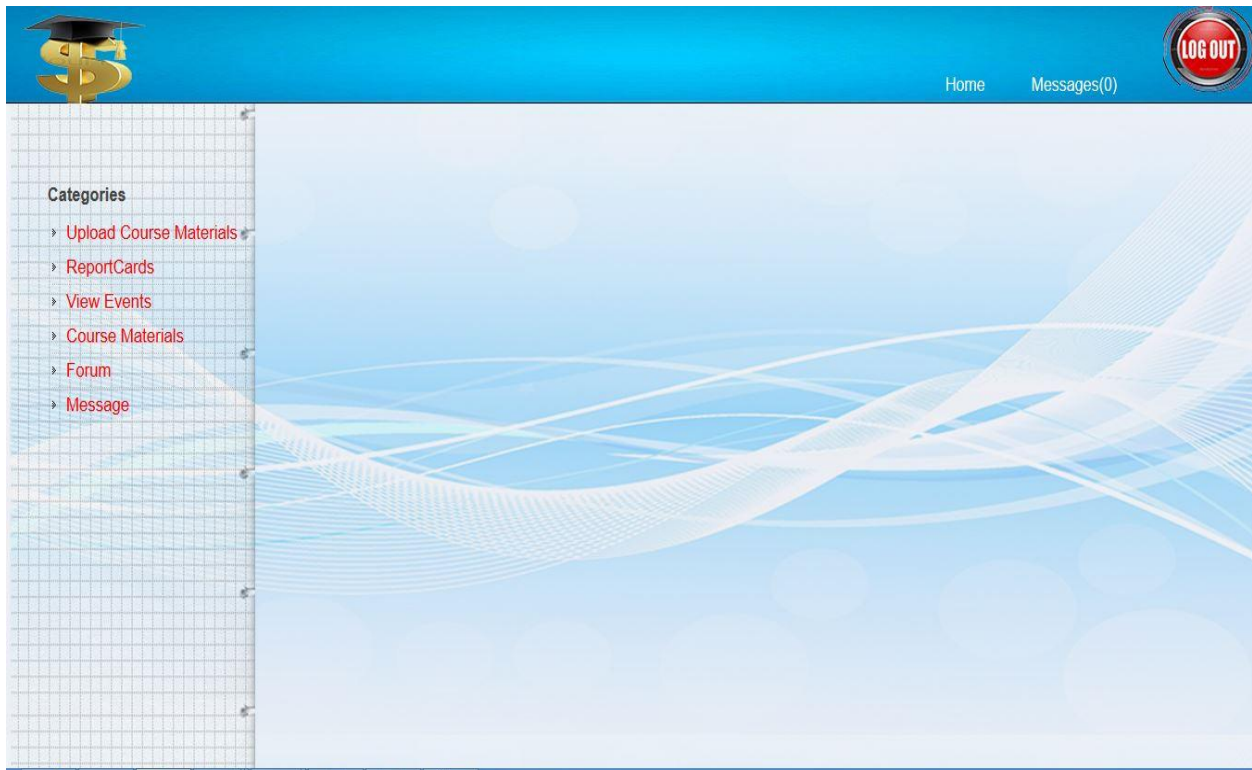 LOG OUT
Home Messages(0)
Categories
Upload Course Materials
ReportCards
View Events
Course Materials
Forum
Message